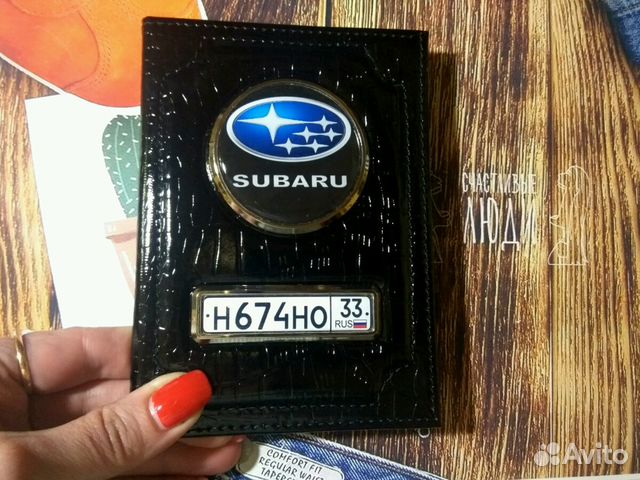 SUBARU
СЧАСТЛИВЫЕ
ЛЮДИ
Н674НО 33
RUS
COMFORT FIT
REGULAR WAIST
Avito